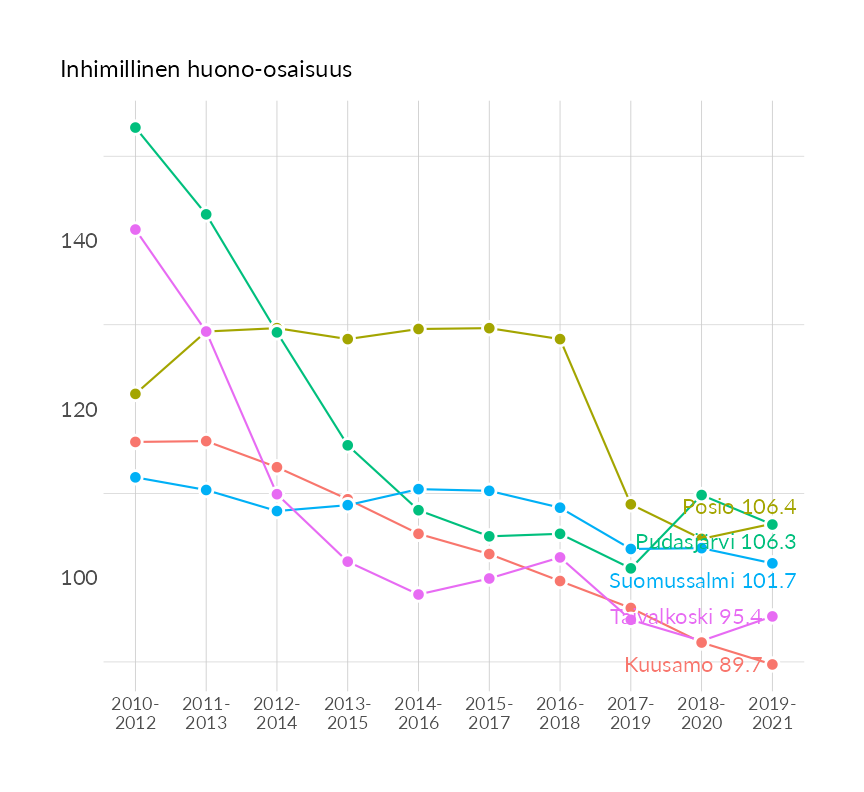 Inhimillinen huono-osaisuus
140
120
100
Posio 106.4
Pudasjärvi 106.3
Suomussalmi 101.7
Taivalkoski 95.4
Kuusamo 89.7
2010- 2011- 2012- 2013- 2014- 2015- 2016- 2017- 2018- 2019-
2012 2013 2014 2015 2016 2017 2018 2019 2020 2021